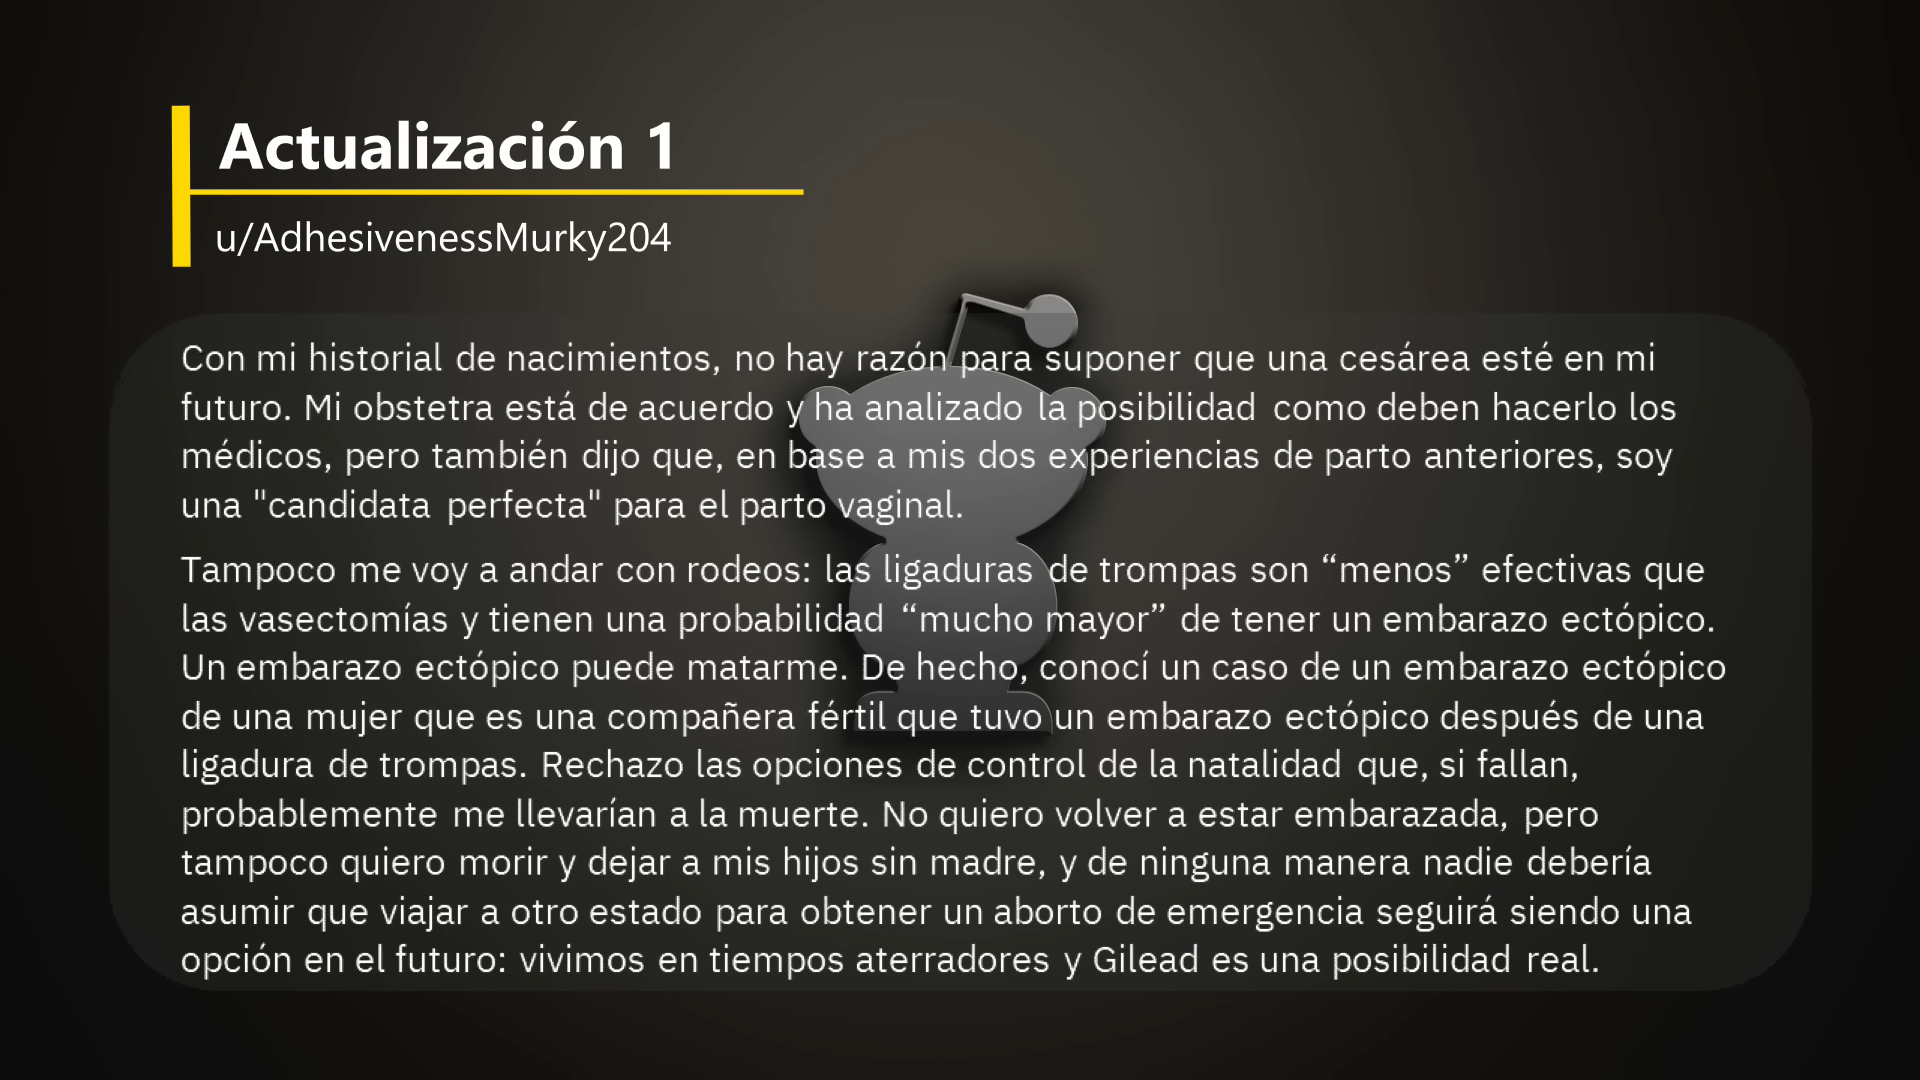 Actualización 1
u/AdhesivenessMurky204
Con mi historial de nacimientos, no hay razón para suponer que una cesárea esté en mi
futuro. Mi obstetra está de acuerdo y ha analizado la posibilidad como deben hacerlo los
médicos, pero también dijo que, en base a mis dos experiencias de parto anteriores, soy
una "candidata perfecta" para el parto vaginal.
Tampoco me voy a andar con rodeos: las ligaduras de trompas son “menos” efectivas que
las vasectomías y tienen una probabilidad “mucho mayor” de tener un embarazo ectópico.
Un embarazo ectópico puede matarme. De hecho, conocí un caso de un embarazo ectópico
de una mujer que es una compañera fértil que tuvo un embarazo ectópico después de una
ligadura de trompas. Rechazo las opciones de control de la natalidad que, si fallan,
probablemente me llevarían a la muerte. No quiero volver a estar embarazada, pero
tampoco quiero morir y dejar a mis hijos sin madre, y de ninguna manera nadie debería
asumir que viajar a otro estado para obtener un aborto de emergencia seguirá siendo una
opción en el futuro: vivimos en tiempos aterradores y Gilead es una posibilidad real.